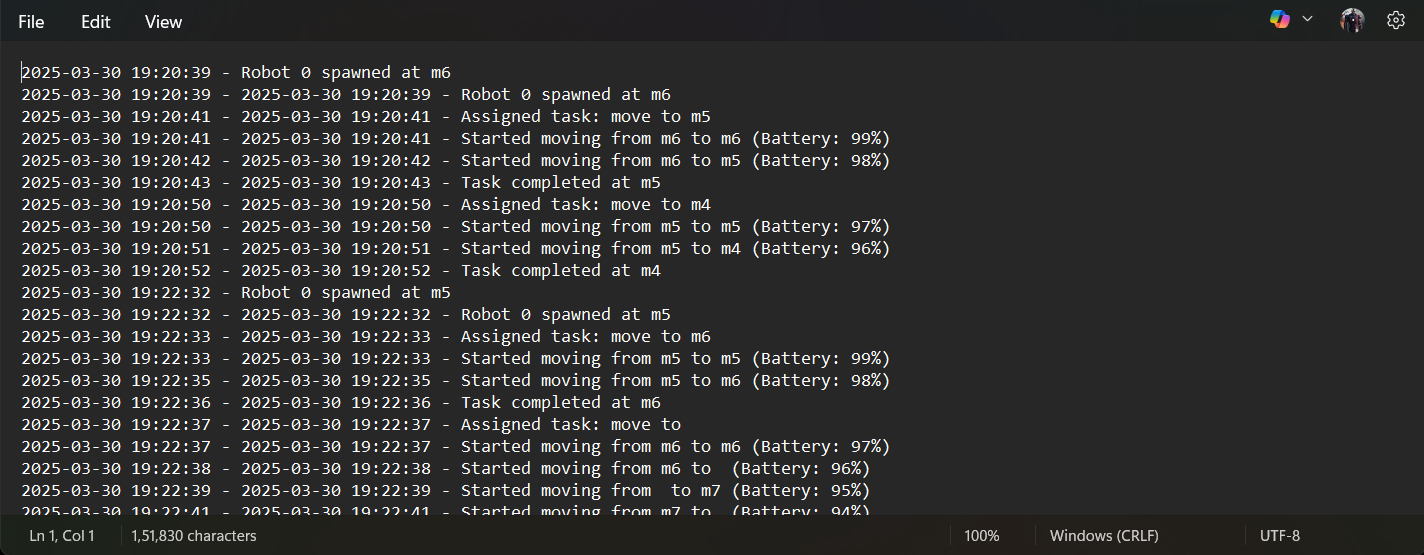 File Edit View
2025-03-30 19:20:39 - Robot 0 spawned at m6
2025-03-30 19:20:39 - 2025-03-30 19:20:39 - Robot 0 spawned at m6
2025-03-30 19:20:41 - 2025-03-30 19:20:41 - Assigned task: move to m5
2025-03-30 19:20:41 - 2025-03-30 19:20:41 - Started moving from m6 to m6 (Battery: 99%)
2025-03-30 19:20:42 - 2025-03-30 19:20:42 - Started moving from m6 to m5 (Battery: 98%)
2025-03-30 19:20:43 - 2025-03-30 19:20:43 - Task completed at m5
2025-03-30 19:20:50 - 2025-03-30 19:20:50 - Assigned task: move to m4
2025-03-30 19:20:50 - 2025-03-30 19:20:50 - Started moving from m5 to m5 (Battery: 97%)
2025-03-30 19:20:51 - 2025-03-30 19:20:51 - Started moving from m5 to m4 (Battery: 96%)
2025-03-30 19:20:52 - 2025-03-30 19:20:52 - Task completed at m4
2025-03-30 19:22:32 - Robot 0 spawned at m5
2025-03-30 19:22:32 - 2025-03-30 19:22:32 - Robot 0 spawned at m5
2025-03-30 19:22:33 - 2025-03-30 19:22:33 - Assigned task: move to m6
2025-03-30 19:22:33 - 2025-03-30 19:22:33 - Started moving from m5 to m5 (Battery: 99%)
2025-03-30 19:22:35 - 2025-03-30 19:22:35 - Started moving from m5 to m6 (Battery: 98%)
2025-03-30 19:22:36 - 2025-03-30 19:22:36 - Task completed at m6
2025-03-30 19:22:37 - 2025-03-30 19:22:37 - Assigned task: move to
2025-03-30 19:22:37 - 2025-03-30 19:22:37 - Started moving from m6 to m6 (Battery: 97%)
2025-03-30 19:22:38 - 2025-03-30 19:22:38 - Started moving from m6 to  (Battery: 96%)
2025-03-30 19:22:39 - 2025-03-30 19:22:39 - Started moving from  to m7 (Battery: 95%)
2025-03-30 19:22:41 - 2025-03-30 19:22:41 - Started moving from m7 to  (Battery: 94%)
Ln 1, Col 1 1,51,830 characters 100% Windows (CRLF) UTF-8